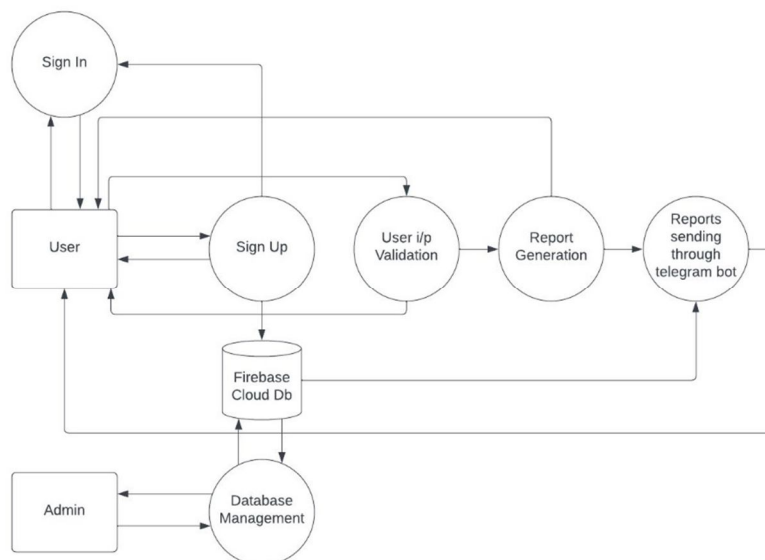 Sign In
User
Sign Up
User i/p
Validation
Report
Generation
Reports
sending
through
telegram bot
Firebase
Cloud Db
Admin
Database
Management